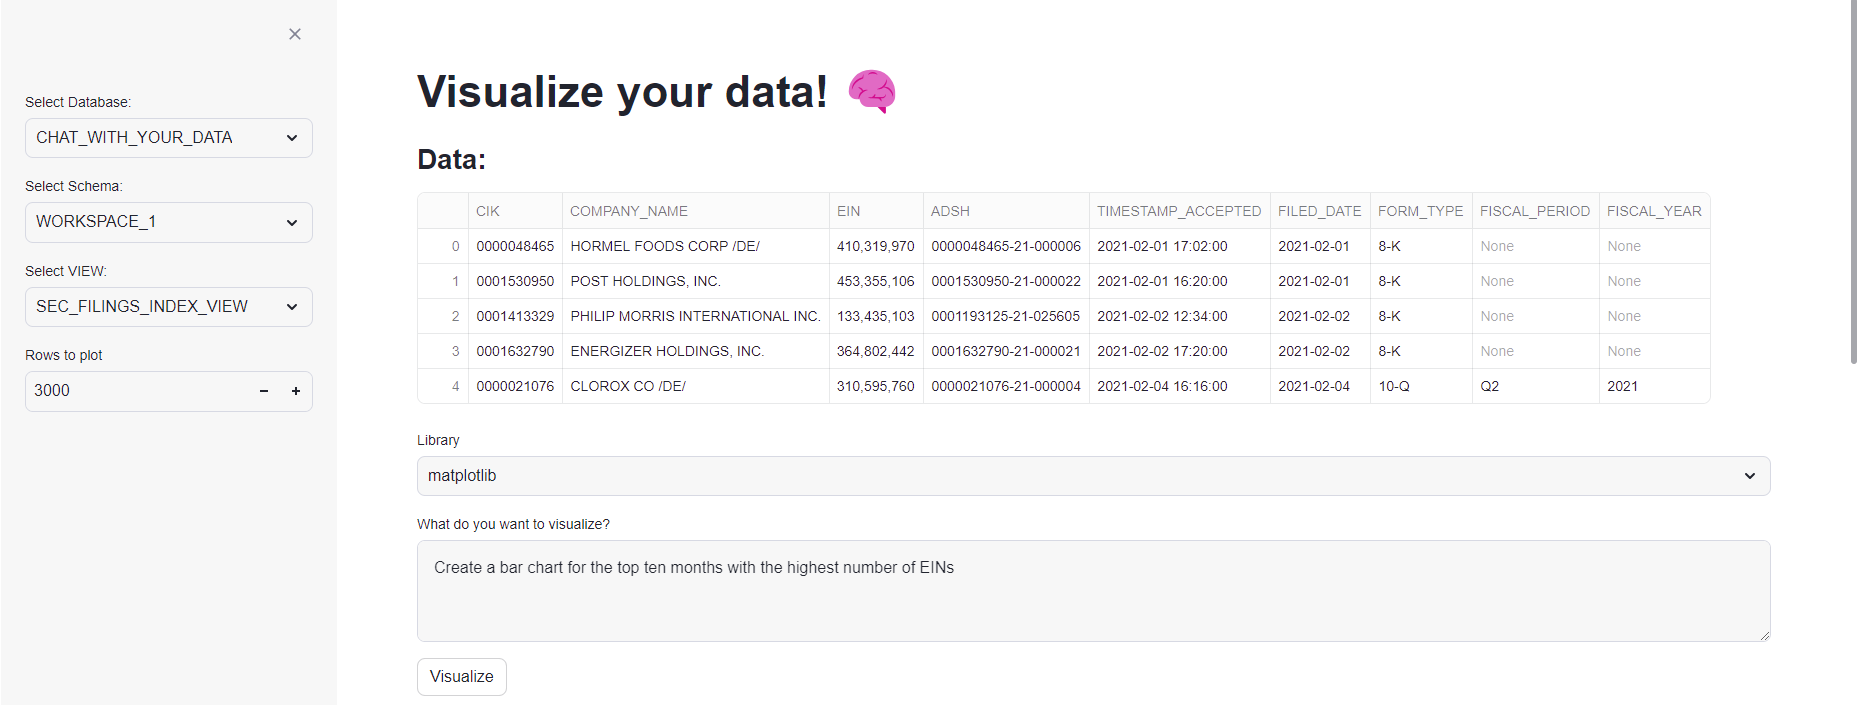 Select Database:
CHAT_WITH_YOUR_DATA
Select Schema:
WORKSPACE_1
Select VIEW:
SEC_FILINGS_INDEX_VIEW
Rows to plot
3000
Visualize your data!
Data:
CIK COMPANY_NAME EIN ADSH TIMESTAMP_ACCEPTED FILED_DATE FORM_TYPE FISCAL_PERIOD FISCAL_YEAR
0 0000048465 HORMEL FOODS CORP /DE/ 410,319,970 0000048465-21-000006 2021-02-01 17:02:00 2021-02-01 8-K None None
1 0001530950 POST HOLDINGS, INC. 453,355,106 0001530950-21-000022 2021-02-01 16:20:00 2021-02-01 8-K None None
2 0001413329 PHILIP MORRIS INTERNATIONAL INC. 133,435,103 0001193125-21-025605 2021-02-02 12:34:00 2021-02-02 8-K None None
3 0001632790 ENERGIZER HOLDINGS, INC. 364,802,442 0001632790-21-000021 2021-02-02 17:20:00 2021-02-02 8-K None None
4 0000021076 CLOROX CO /DE/ 310,595,760 0000021076-21-000004 2021-02-04 16:16:00 2021-02-04 10-Q Q2 2021
Library
matplotlib
What do you want to visualize?
Create a bar chart for the top ten months with the highest number of EINs
Visualize